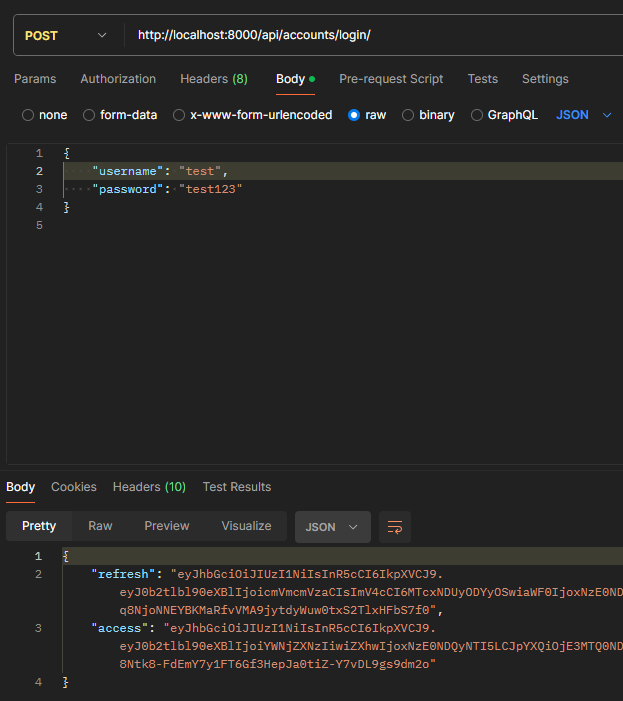 POST http://localhost:8000/api/accounts/login/
Params Authorization Headers (8) Body Pre-request Script Tests Settings
none form-data x-www-form-urlencoded raw binary GraphQL JSON
1 {
2 "username": "test",
3 "password": "test123"
4 }
5
Body Cookies Headers (10) Test Results
Pretty Raw Preview Visualize JSON
1 {
2 "refresh": "eyJhbGciOiJIUzI1NiIsInR5cCI6IkpXVCJ9.
eyJ0b2tlbl90eXBlIjoicmVmcmVzaCIsImV4cCI6MTcxNDUyODYyOSwiaWF0IjoxNzE0ND
q8NjoNNEYBKMaRfvVMA9jytdyWuw0txS2TlxHFbS7f0",
3 "access": "eyJhbGciOiJIUzI1NiIsInR5cCI6IkpXVCJ9.
eyJ0b2tlbl90eXBlIjoiYWNjZXNzIiwiZXhwIjoxNzE0NDQyNTI5LCJpYXQiOjE3MTQ0ND
8Ntk8-FdEmY7y1FT6Gf3HepJa0tiZ-Y7vDL9gs9dm2o"
4 }